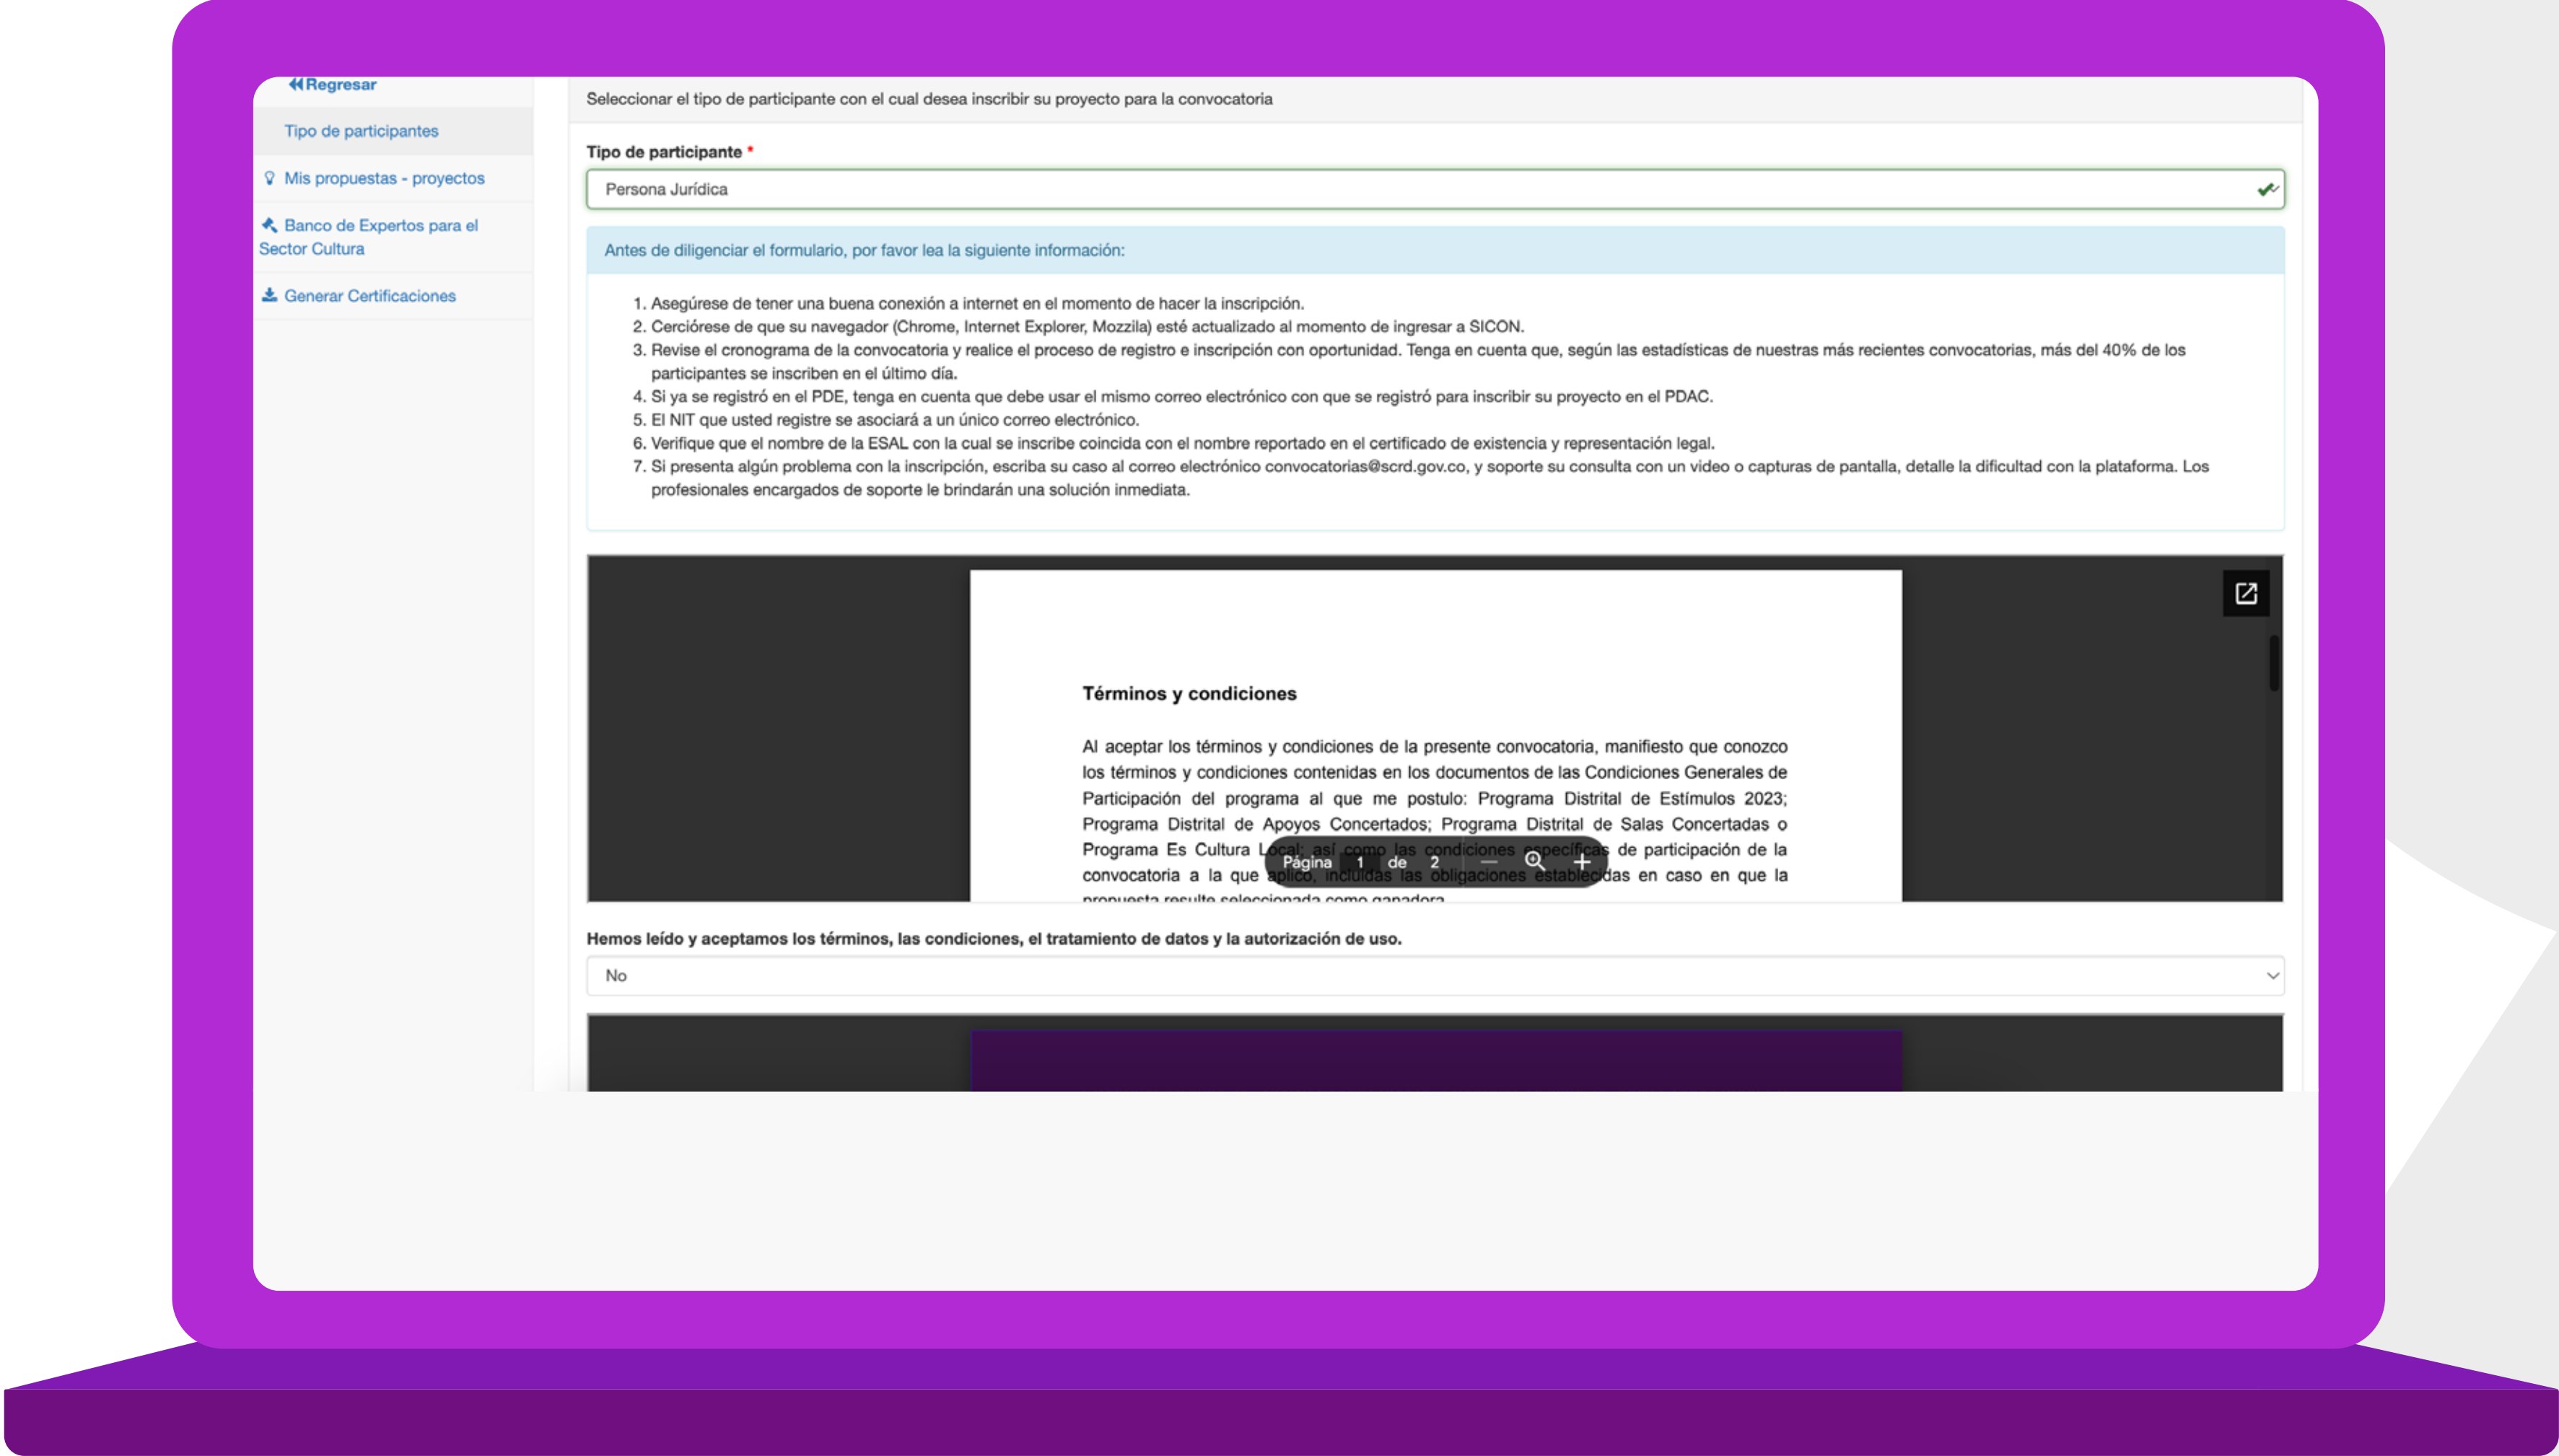 Regresar
Tipo de participantes
Mis propuestas - proyectos
Banco de Expertos para el
Sector Cultura
Generar Certificaciones
Seleccionar el tipo de participante con el cual desea inscribir su proyecto para la convocatoria
Tipo de participante *
Persona Jurídica
Antes de diligenciar el formulario, por favor lea la siguiente información:
1. Asegúrese de tener una buena conexión a internet en el momento de hacer la inscripción.
2. Cerciórese de que su navegador (Chrome, Internet Explorer, Mozzila) esté actualizado al momento de ingresar a SICON.
3. Revise el cronograma de la convocatoria y realice el proceso de registro e inscripción con oportunidad. Tenga en cuenta que, según las estadísticas de nuestras más recientes convocatorias, más del 40% de los
participantes se inscriben en el último día.
4. Si ya se registró en el PDE, tenga en cuenta que debe usar el mismo correo electrónico con que se registró para inscribir su proyecto en el PDAC.
5. El NIT que usted registre se asociará a un único correo electrónico.
6. Verifique que el nombre de la ESAL con la cual se inscribe coincida con el nombre reportado en el certificado de existencia y representación legal.
7. Si presenta algún problema con la inscripción, escriba su caso al correo electrónico convocatorias@scrd.gov.co, y soporte su consulta con un video o capturas de pantalla, detalle la dificultad con la plataforma. Los
profesionales encargados de soporte le brindarán una solución inmediata.
Términos y condiciones
Al aceptar los términos y condiciones de la presente convocatoria, manifiesto que conozco
los términos y condiciones contenidas en los documentos de las Condiciones Generales de
Participación del programa al que me postulo: Programa Distrital de Estímulos 2023;
Programa Distrital de Apoyos Concertados; Programa Distrital de Salas Concertadas o
Programa Es Cultura Local; así como las condiciones específicas de participación de la
Página 1 de 2
convocatoria a la que aplico, incluidas las obligaciones establecidas en caso en que la
propuesta resulte seleccionada como ganadora.
Hemos leído y aceptamos los términos, las condiciones, el tratamiento de datos y la autorización de uso.
No